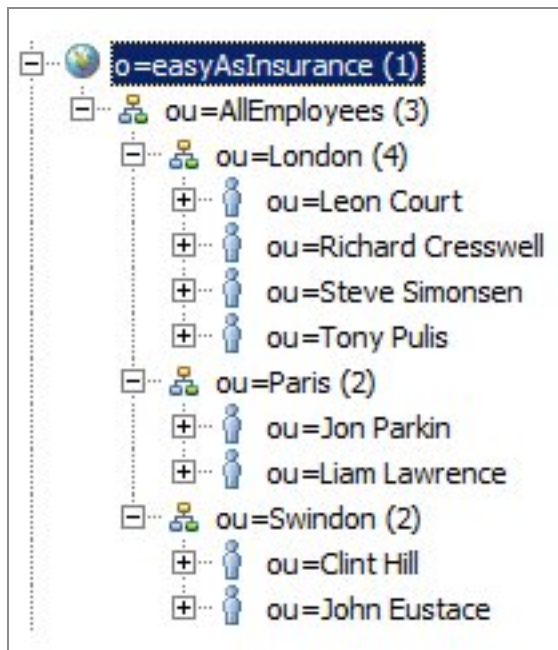 o=easyAsInsurance (1)
ou=AllEmployees (3)
ou=London (4)
ou=Leon Court
ou=Richard Cresswell
ou=Steve Simonsen
ou=Tony Pulis
ou=Paris (2)
ou=Jon Parkin
ou=Liam Lawrence
ou=Swindon (2)
ou=Clint Hill
ou=John Eustace